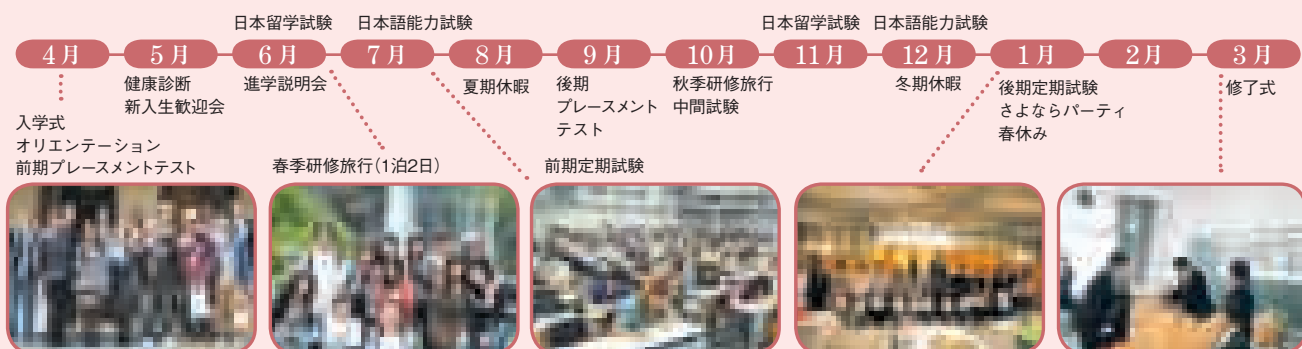 日本留学試験 日本語能力試験 日本留学試験 日本語能力試験
4月 5月 6月 7月 8月 9月 10月 11月 12月 1月 2月 3月
入学式
オリエンテーション
前期プレースメントテスト
健康診断
新入生歓迎会
進学説明会
春季研修旅行（1泊2日）
前期定期試験
夏期休暇
後期
プレースメント
テスト
秋季研修旅行
中間試験
冬期休暇
後期定期試験
さよならパーティ
春休み
修了式